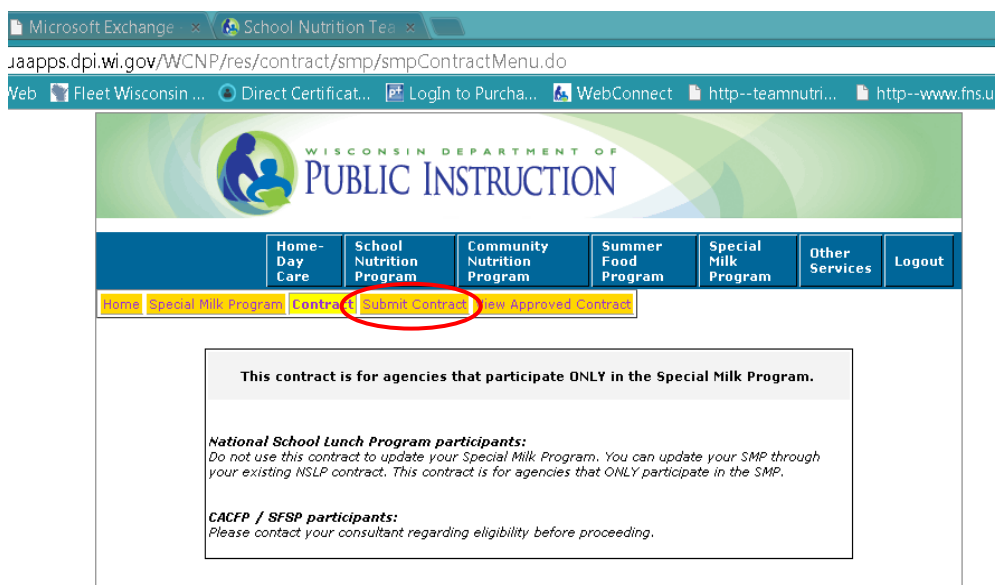 Microsoft Exchange - School Nutrition Tea
uaapps.dpi.wi.gov/WCNP/res/contract/smp/smpContractMenu.do
Web Fleet Wisconsin ... Direct Certificat... LogIn to Purcha... WebConnect http--teamnutri... http--www.fns.u
WISCONSIN DEPARTMENT OF
PUBLIC INSTRUCTION
Home-Day Care School Nutrition Program Community Nutrition Program Summer Food Program Special Milk Program Other Services Logout
Home Special Milk Program Contract Submit Contract View Approved Contract
This contract is for agencies that participate ONLY in the Special Milk Program.
National School Lunch Program participants:
Do not use this contract to update your Special Milk Program. You can update your SMP through
your existing NSLP contract. This contract is for agencies that ONLY participate in the SMP.
CACFP / SFSP participants:
Please contact your consultant regarding eligibility before proceeding.